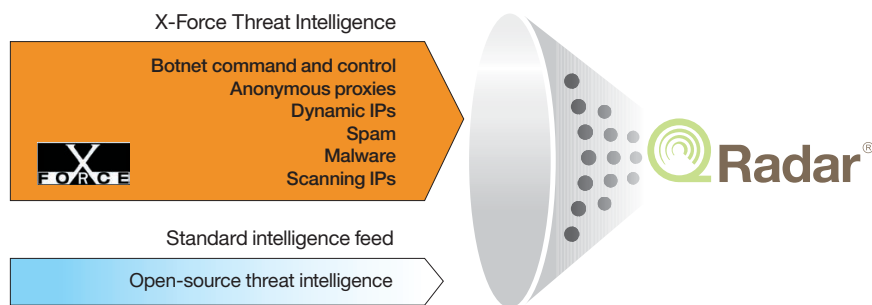 X-Force Threat Intelligence
Botnet command and control
Anonymous proxies
Dynamic IPs
Spam
Malware
Scanning IPs
X
FORCE
QRadar®
Standard intelligence feed
Open-source threat intelligence